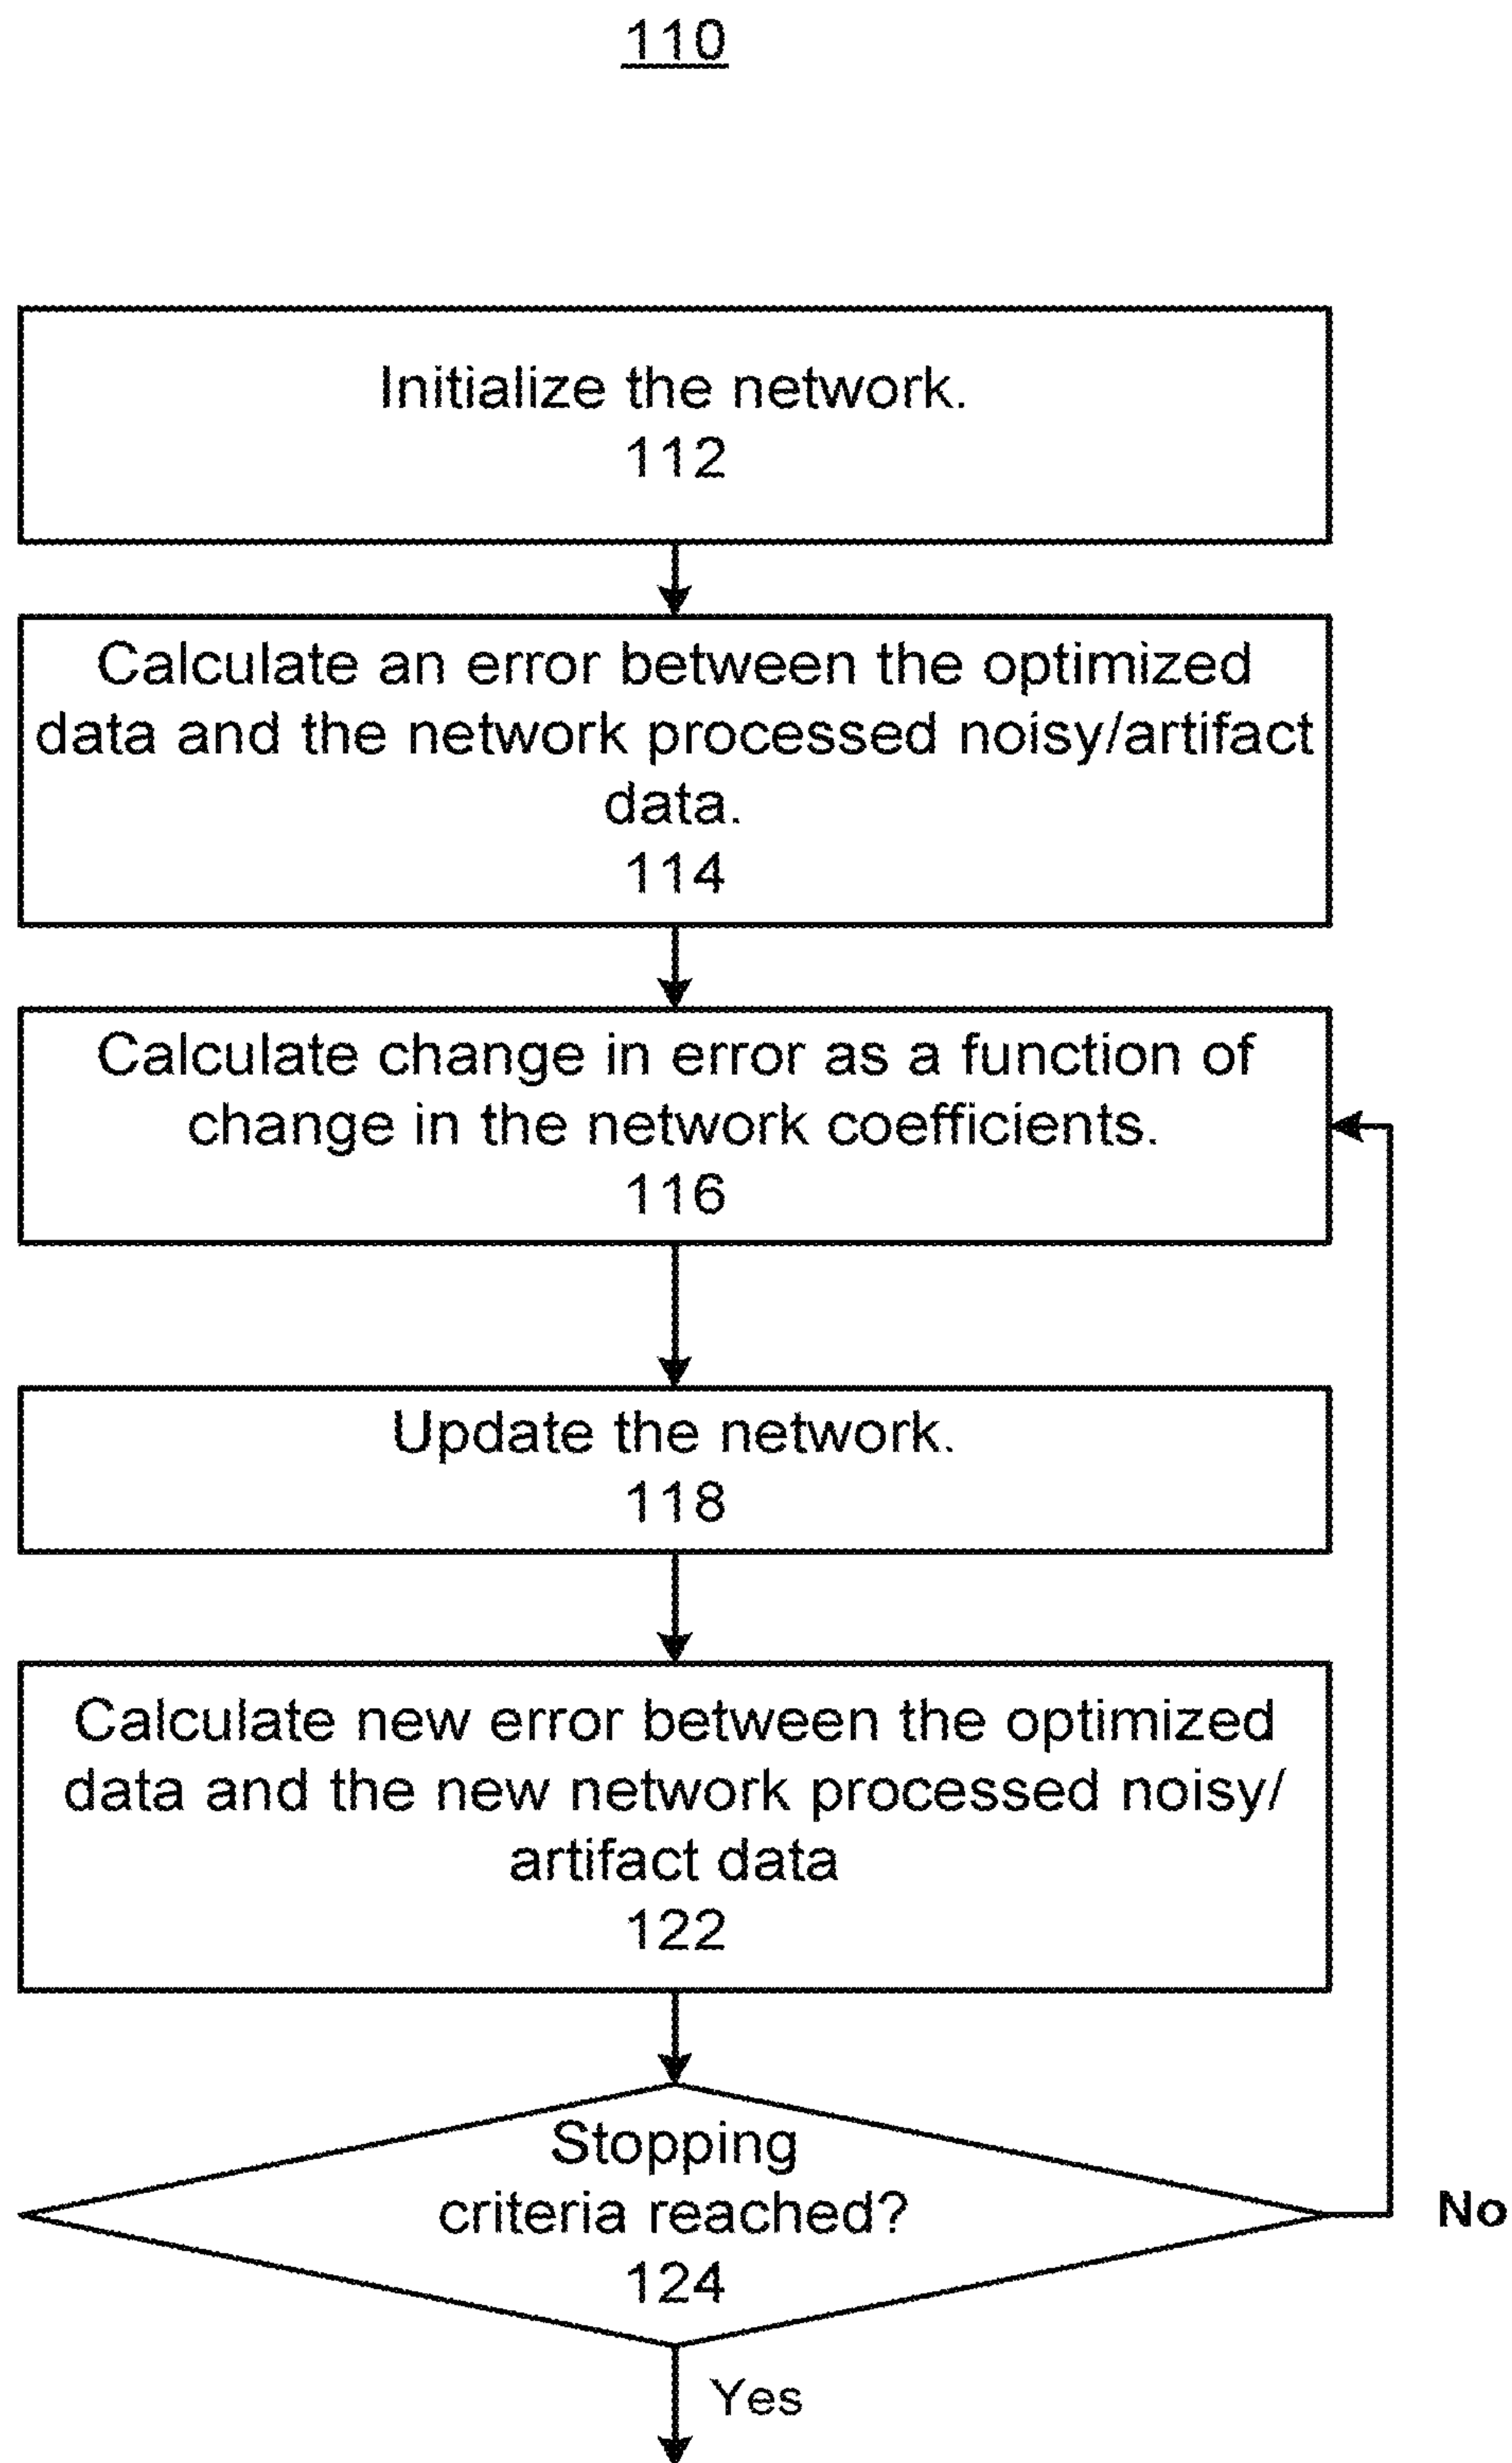 110
Initialize the network.
112
Calculate an error between the optimized
data and the network processed noisy/artifact
data.
114
Calculate change in error as a function of
change in the network coefficients.
116
Update the network.
118
Calculate new error between the optimized
data and the new network processed noisy/
artifact data
122
Stopping
criteria reached?
124
No
Yes